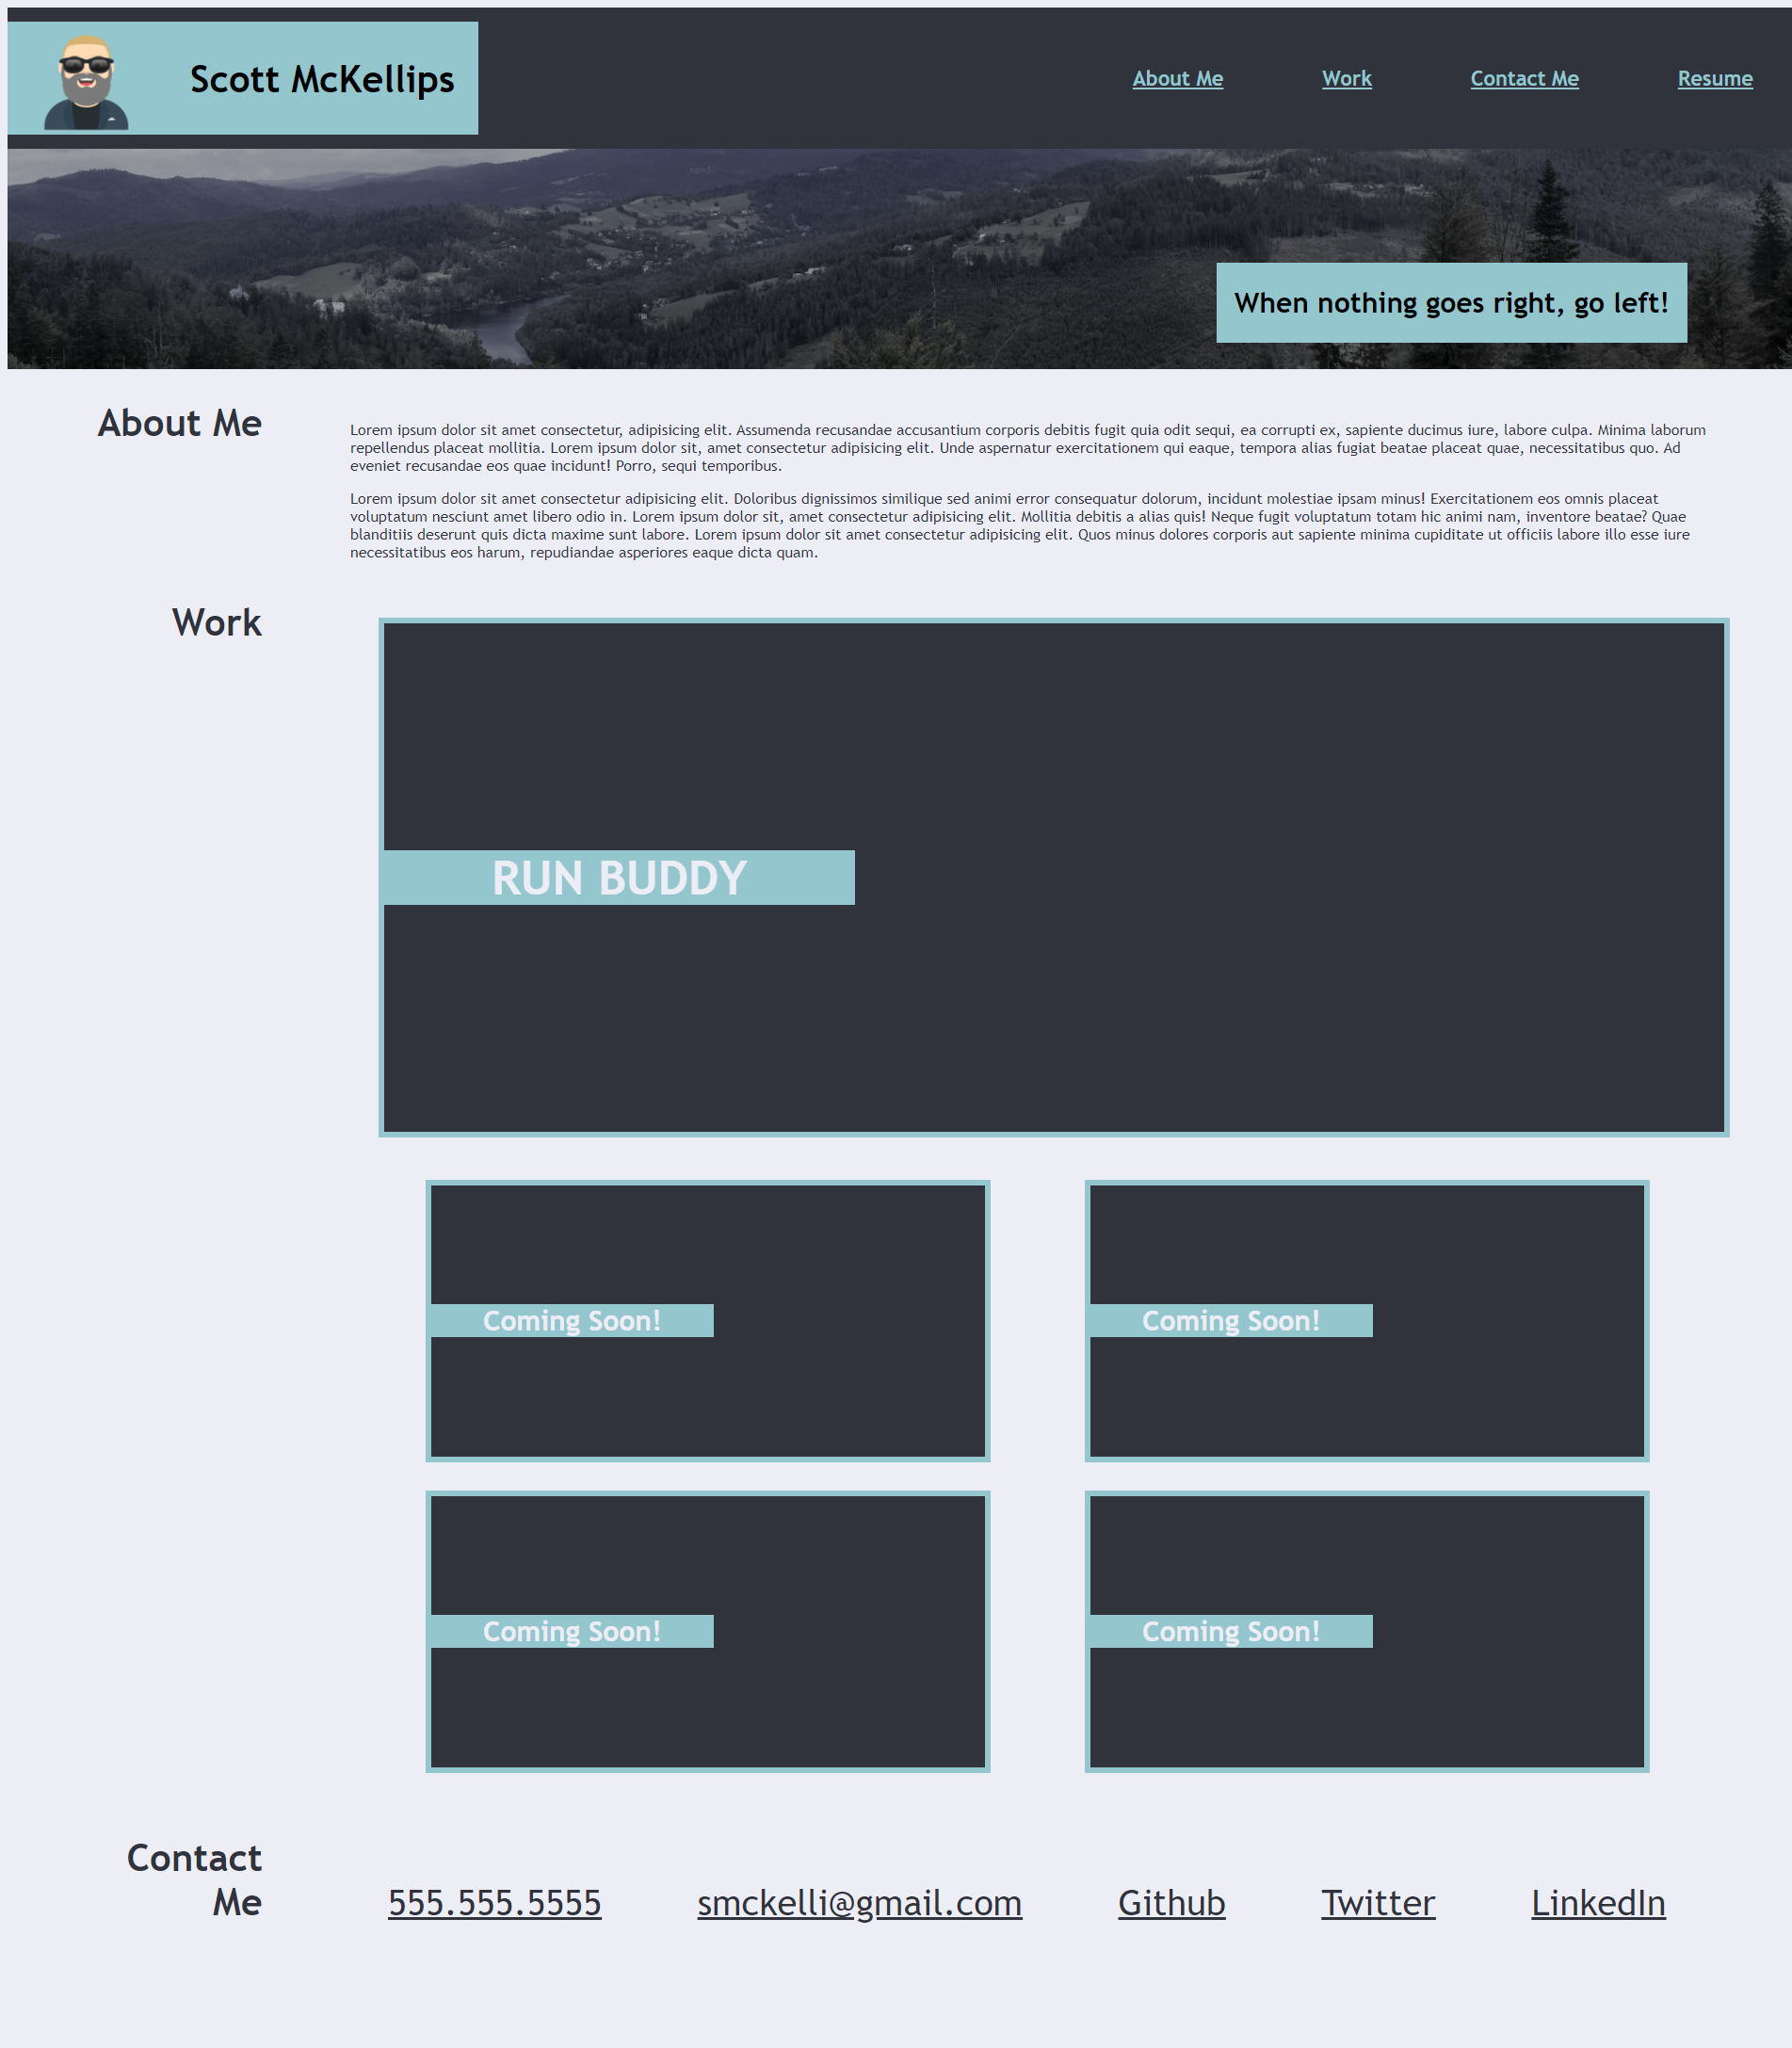 Scott McKellips
About Me
Work
Contact Me
Resume
When nothing goes right, go left!
About Me
Lorem ipsum dolor sit amet consectetur, adipisicing elit. Assumenda recusandae accusantium corporis debitis fugit quia odit sequi, ea corrupti ex, sapiente ducimus iure, labore culpa. Minima laborum
repellendus placeat mollitia. Lorem ipsum dolor sit, amet consectetur adipisicing elit. Unde aspernatur exercitationem qui eaque, tempora alias fugiat beatae placeat quae, necessitatibus quo. Ad
eveniet recusandae eos quae incidunt! Porro, sequi temporibus.
Lorem ipsum dolor sit amet consectetur adipisicing elit. Doloribus dignissimos similique sed animi error consequatur dolorum, incidunt molestiae ipsam minus! Exercitationem eos omnis placeat
voluptatum nesciunt amet libero odio in. Lorem ipsum dolor sit, amet consectetur adipisicing elit. Mollitia debitis a alias quis! Neque fugit voluptatum totam hic animi nam, inventore beatae? Quae
blanditiis deserunt quis dicta maxime sunt labore. Lorem ipsum dolor sit amet consectetur adipisicing elit. Quos minus dolores corporis aut sapiente minima cupiditate ut officiis labore illo esse iure
necessitatibus eos harum, repudiandae asperiores eaque dicta quam.
Work
RUN BUDDY
Coming Soon!
Coming Soon!
Coming Soon!
Coming Soon!
Contact
Me
555.555.5555
smckelli@gmail.com
Github
Twitter
LinkedIn